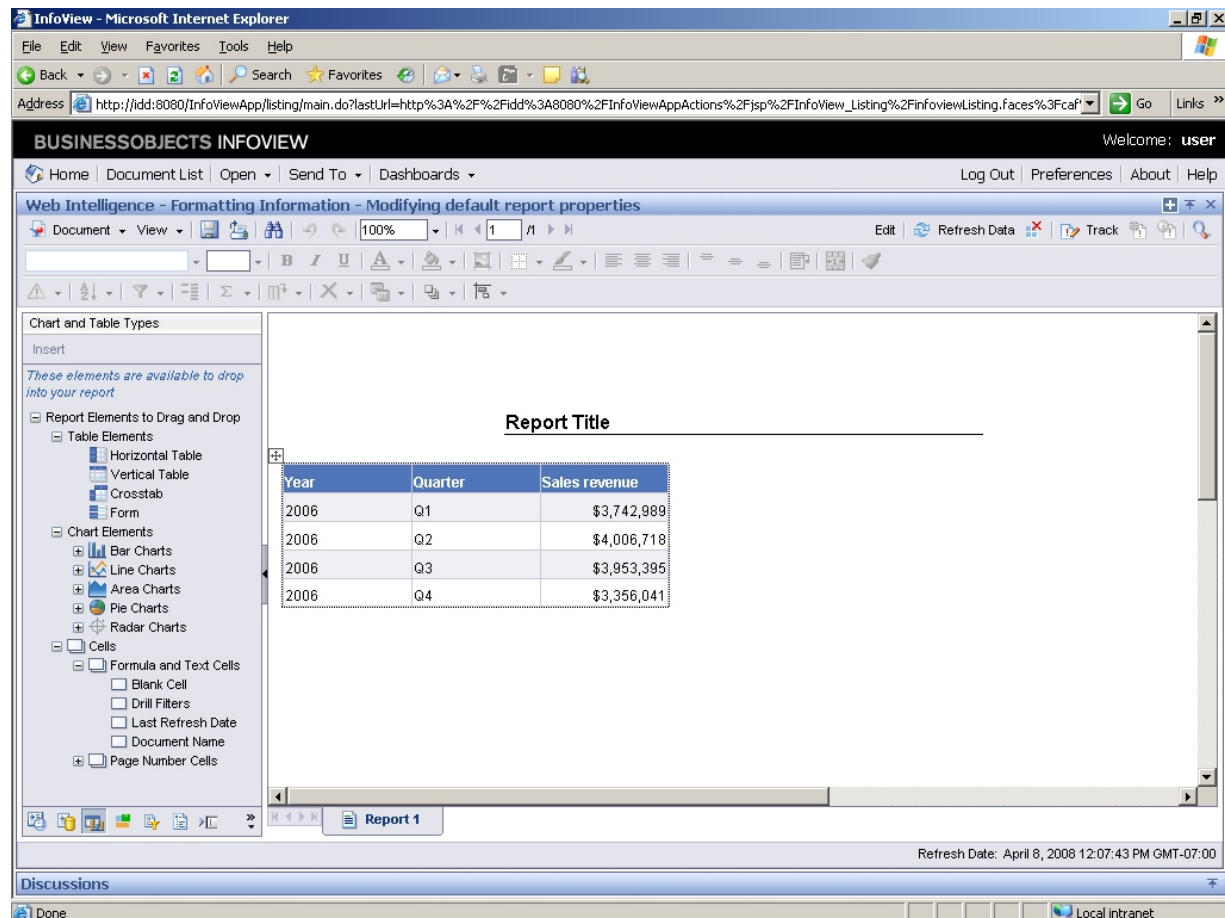 InfoView - Microsoft Internet Explorer
File Edit View Favorites Tools Help
Back Search Favorites
Address http://idd:8080/InfoViewApp/listing/main.do?lastUrl=http%3A%2F%2Fidd%3A8080%2FInfoViewAppActions%2Fjsp%2FInfoView_Listing%2FinfoviewListing.faces%3Fcaf Go Links »
BUSINESSOBJECTS INFOVIEW Welcome: user
Home Document List Open Send To Dashboards Log Out Preferences About Help
Web Intelligence - Formatting Information - Modifying default report properties
Document View 100% 1 /1 Edit Refresh Data Track
B I U A
Chart and Table Types
Insert
These elements are available to drop
into your report
Report Elements to Drag and Drop
Table Elements
Horizontal Table
Vertical Table
Crosstab
Form
Chart Elements
Bar Charts
Line Charts
Area Charts
Pie Charts
Radar Charts
Cells
Formula and Text Cells
Blank Cell
Drill Filters
Last Refresh Date
Document Name
Page Number Cells
Report Title
Year Quarter Sales revenue
2006 Q1 $3,742,989
2006 Q2 $4,006,718
2006 Q3 $3,953,395
2006 Q4 $3,356,041
Report 1
Refresh Date: April 8, 2008 12:07:43 PM GMT-07:00
Discussions
Done Local intranet